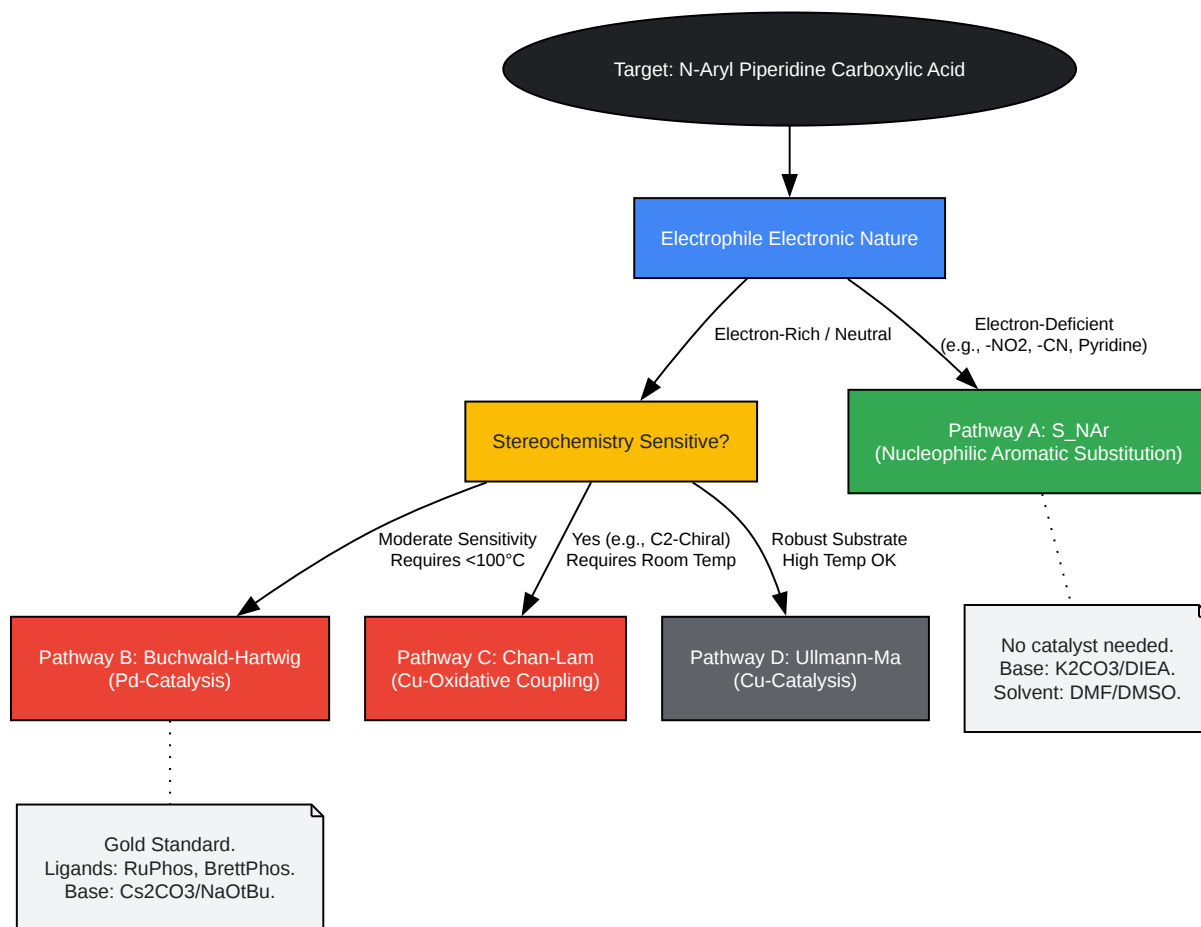 Target: N-Aryl Piperidine Carboxylic Acid
Electrophile Electronic Nature
Electron-Rich / Neutral
Electron-Deficient
(e.g., -NO2, -CN, Pyridine)
Stereochemistry Sensitive?
Pathway A: S_NAr
(Nucleophilic Aromatic Substitution)
Moderate Sensitivity
Requires <100°C
Yes (e.g., C2-Chiral)
Requires Room Temp
Robust Substrate
High Temp OK
Pathway B: Buchwald-Hartwig
(Pd-Catalysis)
Pathway C: Chan-Lam
(Cu-Oxidative Coupling)
Pathway D: Ullmann-Ma
(Cu-Catalysis)
No catalyst needed.
Base: K2CO3/DIEA.
Solvent: DMF/DMSO.
Gold Standard.
Ligands: RuPhos, BrettPhos.
Base: Cs2CO3/NaOtBu.